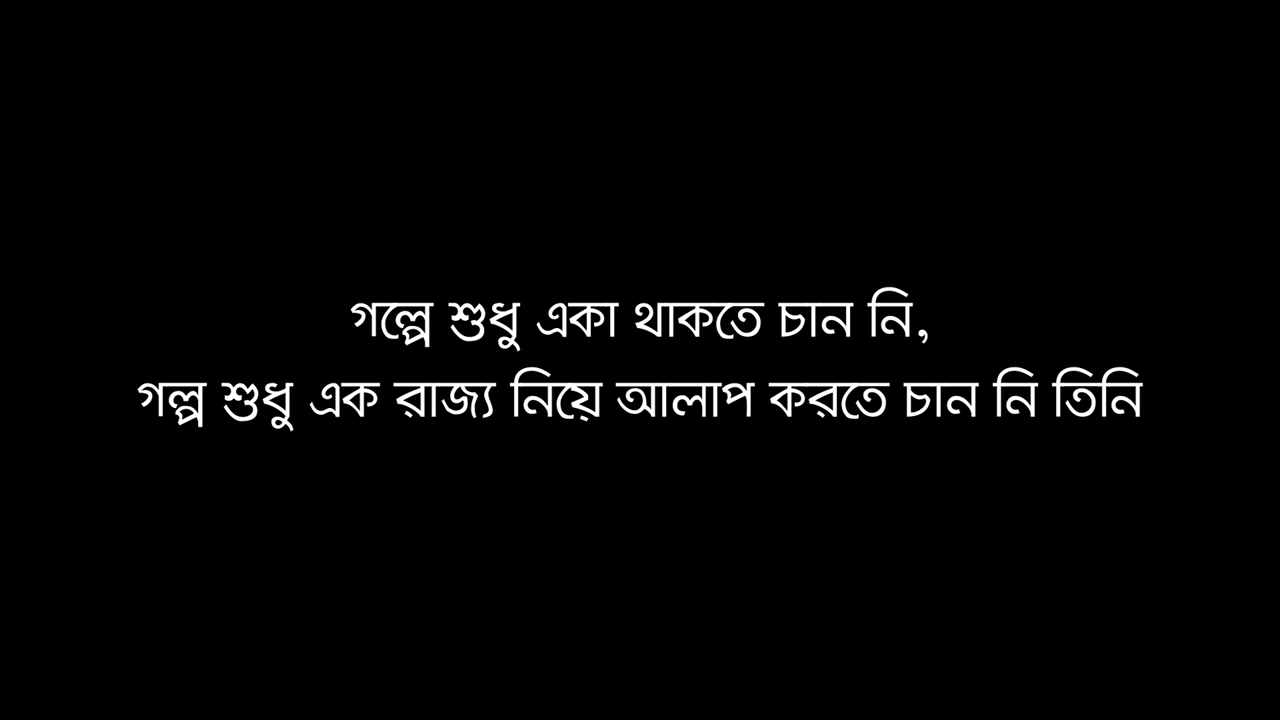 গল্পে শুধু একা থাকতে চান নি,
গল্প শুধু এক রাজ্য নিয়ে আলাপ করতে চান নি তিনি